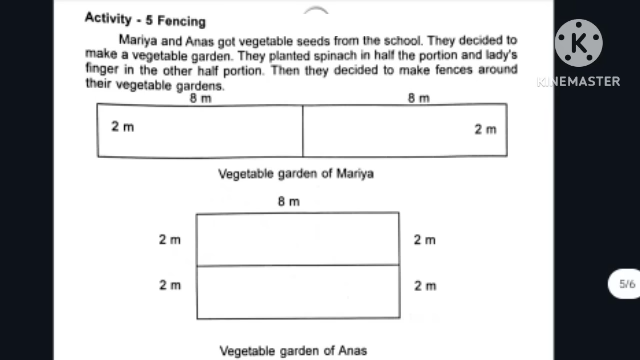 Activity - 5 Fencing
Mariya and Anas got vegetable seeds from the school. They decided to
make a vegetable garden. They planted spinach in half the portion and lady's
finger in the other half portion. Then they decided to make fences around
their vegetable gardens.
8 m 8 m
2 m 2 m
Vegetable garden of Mariya
8 m
2 m 2 m
2 m 2 m
Vegetable garden of Anas
K
KINEMASTER
5/6